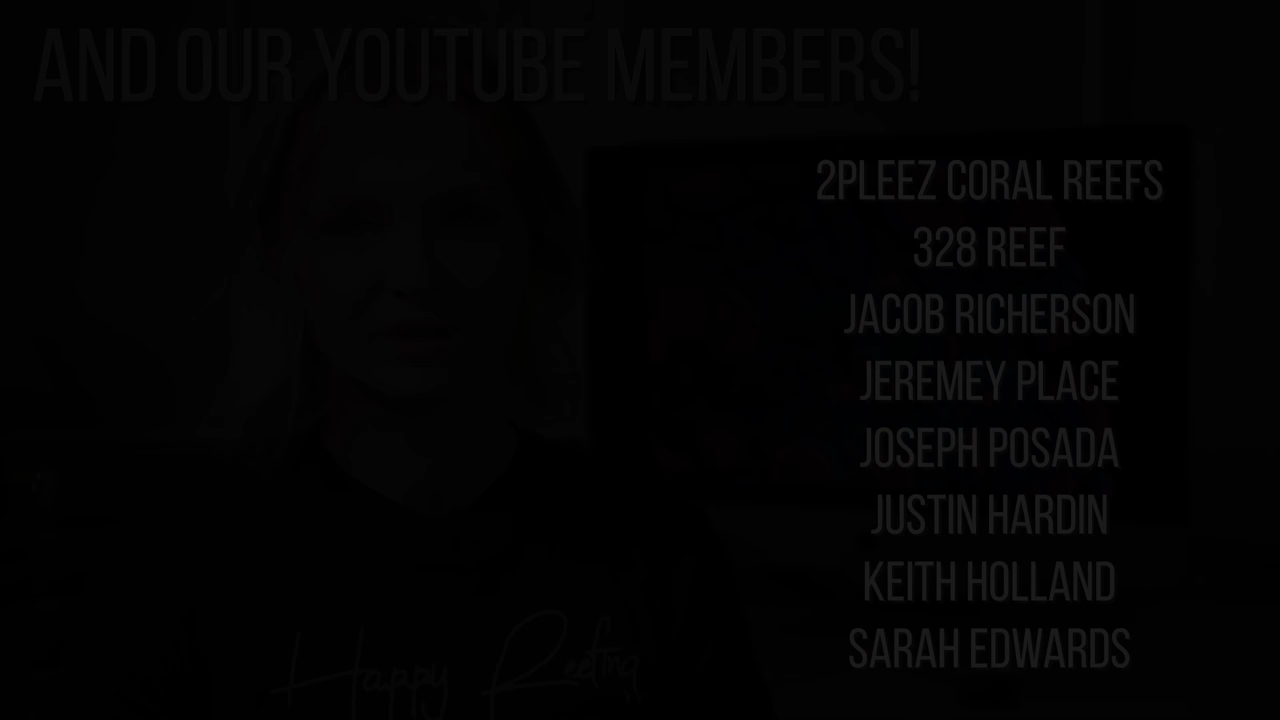 AND OUR YOUTUBE MEMBERS!
2PLEEZ CORAL REEFS
328 REEF
JACOB RICHERSON
JEREMEY PLACE
JOSEPH POSADA
JUSTIN HARDIN
KEITH HOLLAND
SARAH EDWARDS
Happy Reefing